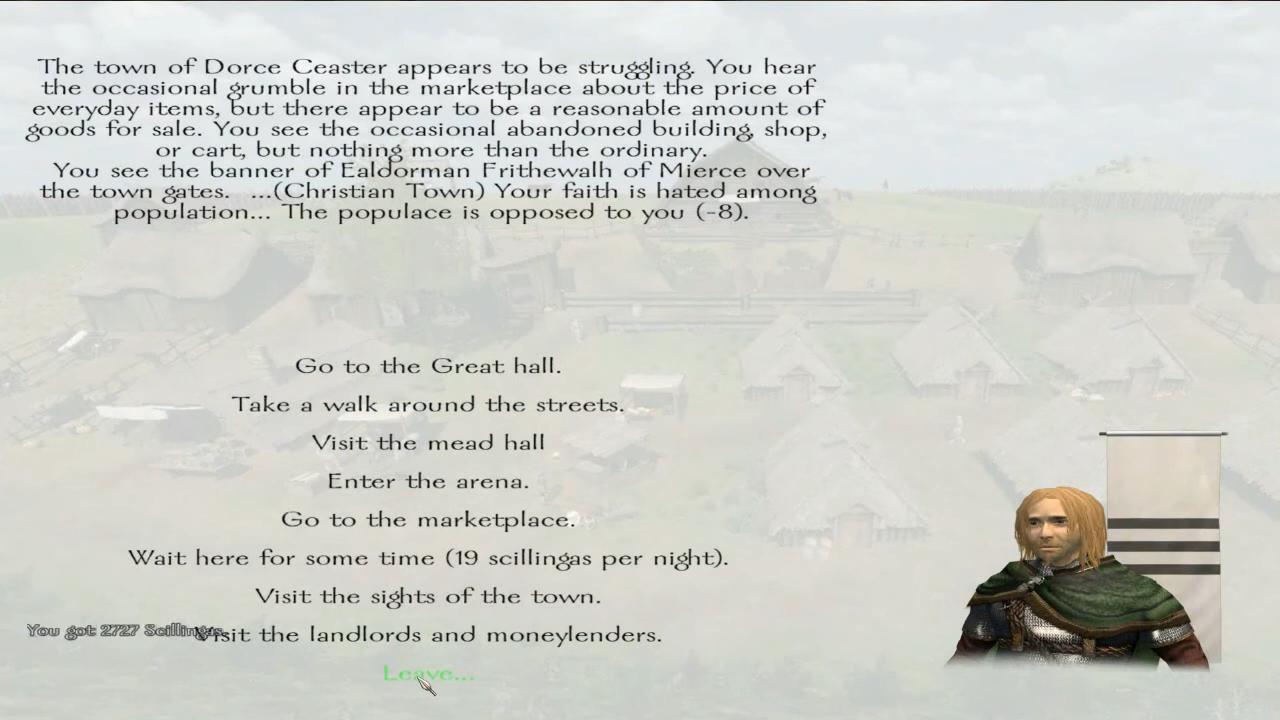 The town of Dorce Ceaster appears to be struggling. You hear
the occasional grumble in the marketplace about the price of
everyday items, but there appear to be a reasonable amount of
goods for sale. You see the occasional abandoned building, shop,
or cart, but nothing more than the ordinary.
You see the banner of Ealdorman Frithewalh of Mierce over
the town gates. ...(Christian Town) Your faith is hated among
population... The populace is opposed to you (-8).
Go to the Great hall.
Take a walk around the streets.
Visit the mead hall
Enter the arena.
Go to the marketplace.
Wait here for some time (19 scillingas per night).
Visit the sights of the town.
You got 2727 Scillingas.
Visit the landlords and moneylenders.
Leave...